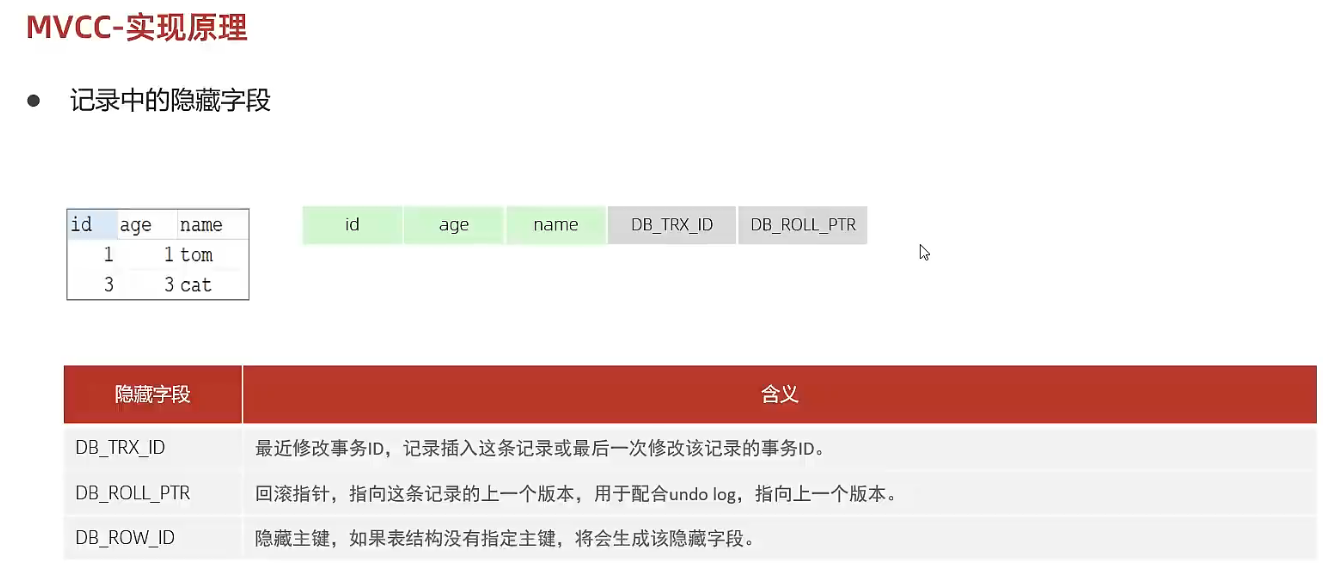 MVCC-实现原理
● 记录中的隐藏字段
id age name
1 1 tom
3 3 cat
id age name DB_TRX_ID DB_ROLL_PTR
隐藏字段 含义
DB_TRX_ID 最近修改事务ID，记录插入这条记录或最后一次修改该记录的事务ID。
DB_ROLL_PTR 回滚指针，指向这条记录的上一个版本，用于配合undo log，指向上一个版本。
DB_ROW_ID 隐藏主键，如果表结构没有指定主键，将会生成该隐藏字段。